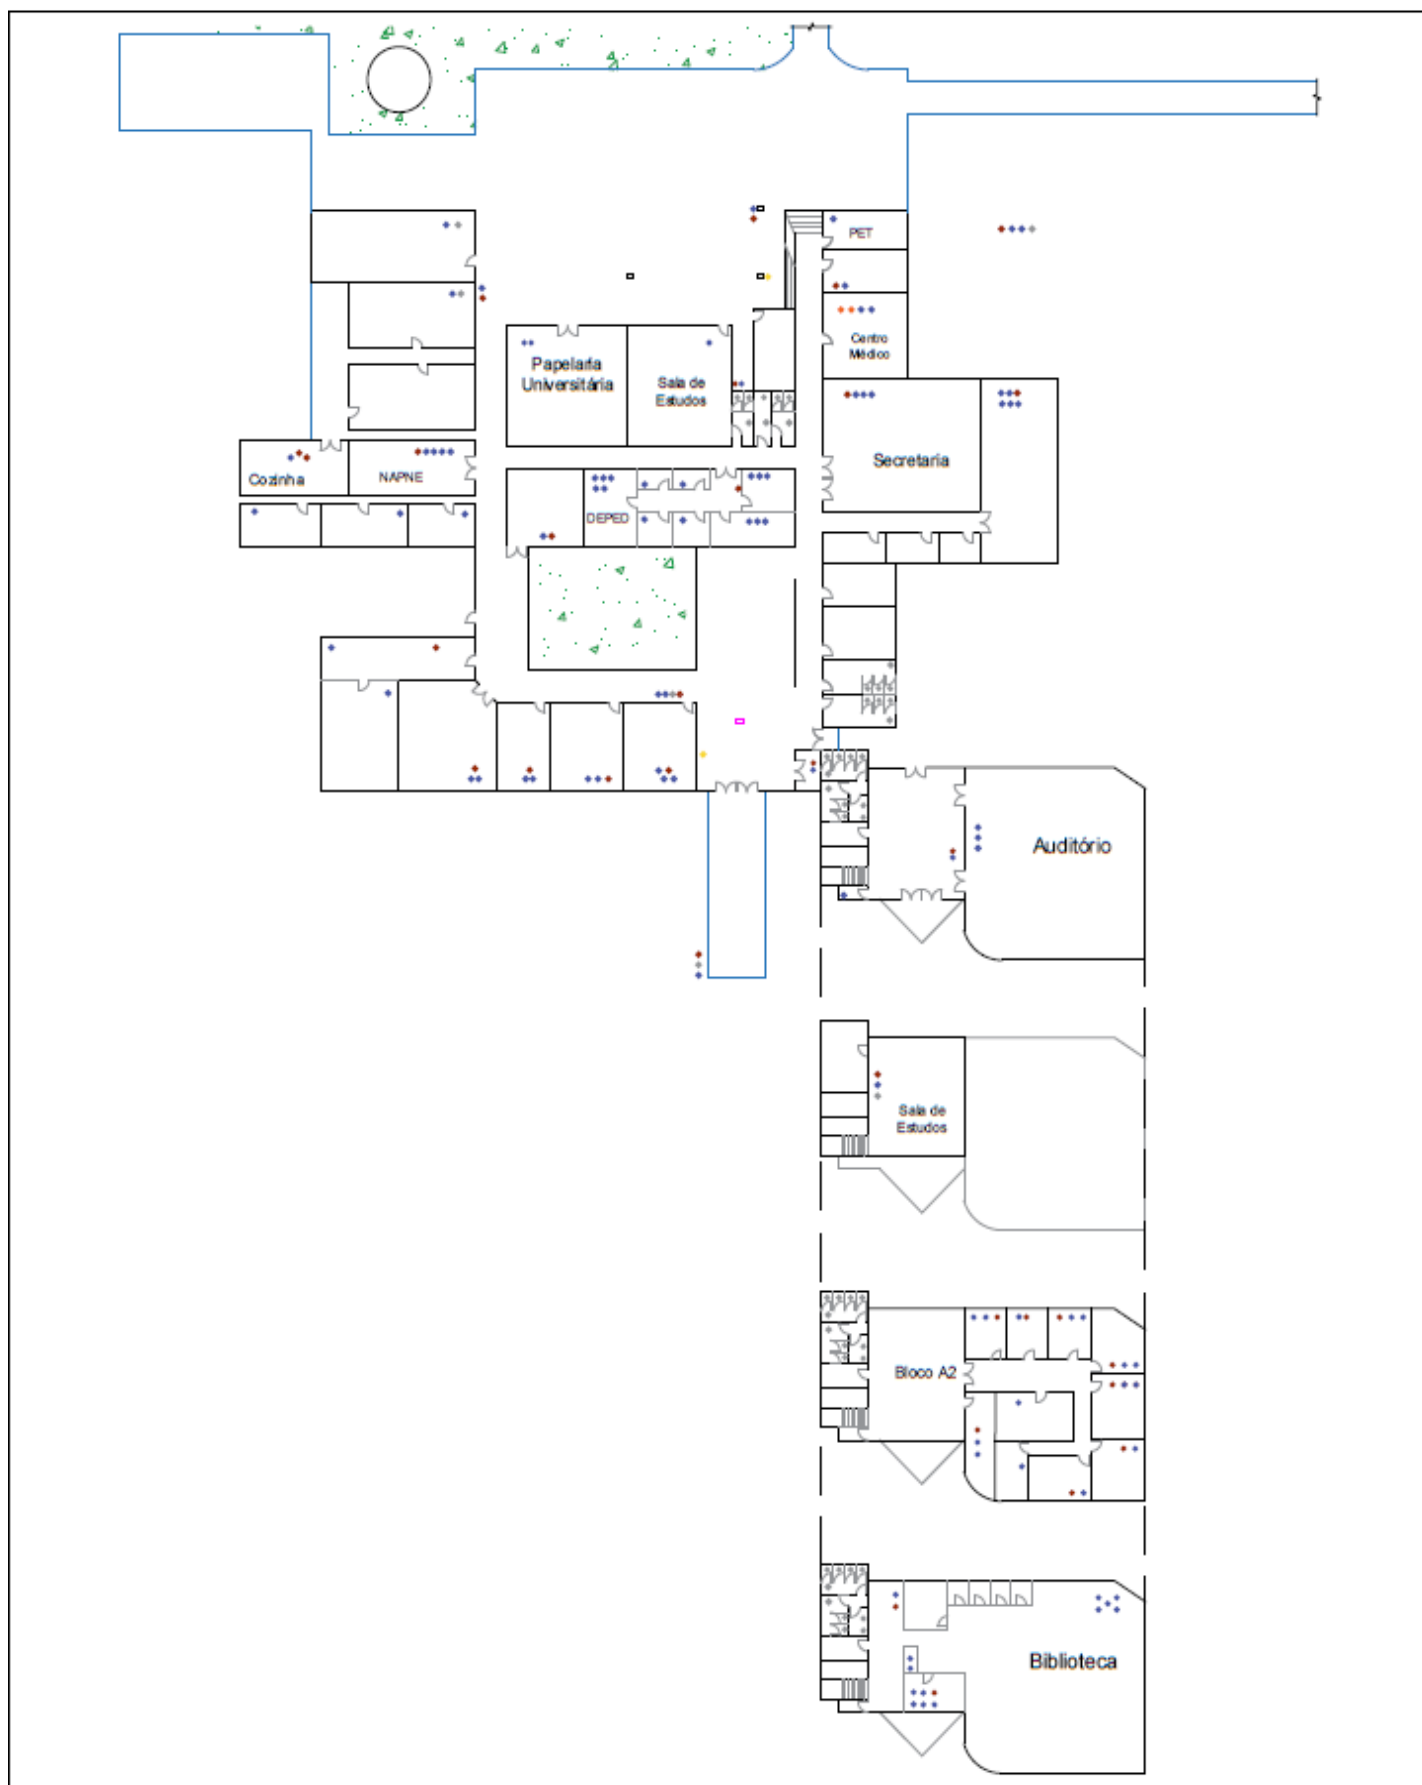 PET
Centro
Médico
Papelaria
Universitária
Sala de
Estudos
Secretaria
Cozinha
NAPNE
DEPED
Auditório
Sala de
Estudos
Bloco A2
Biblioteca